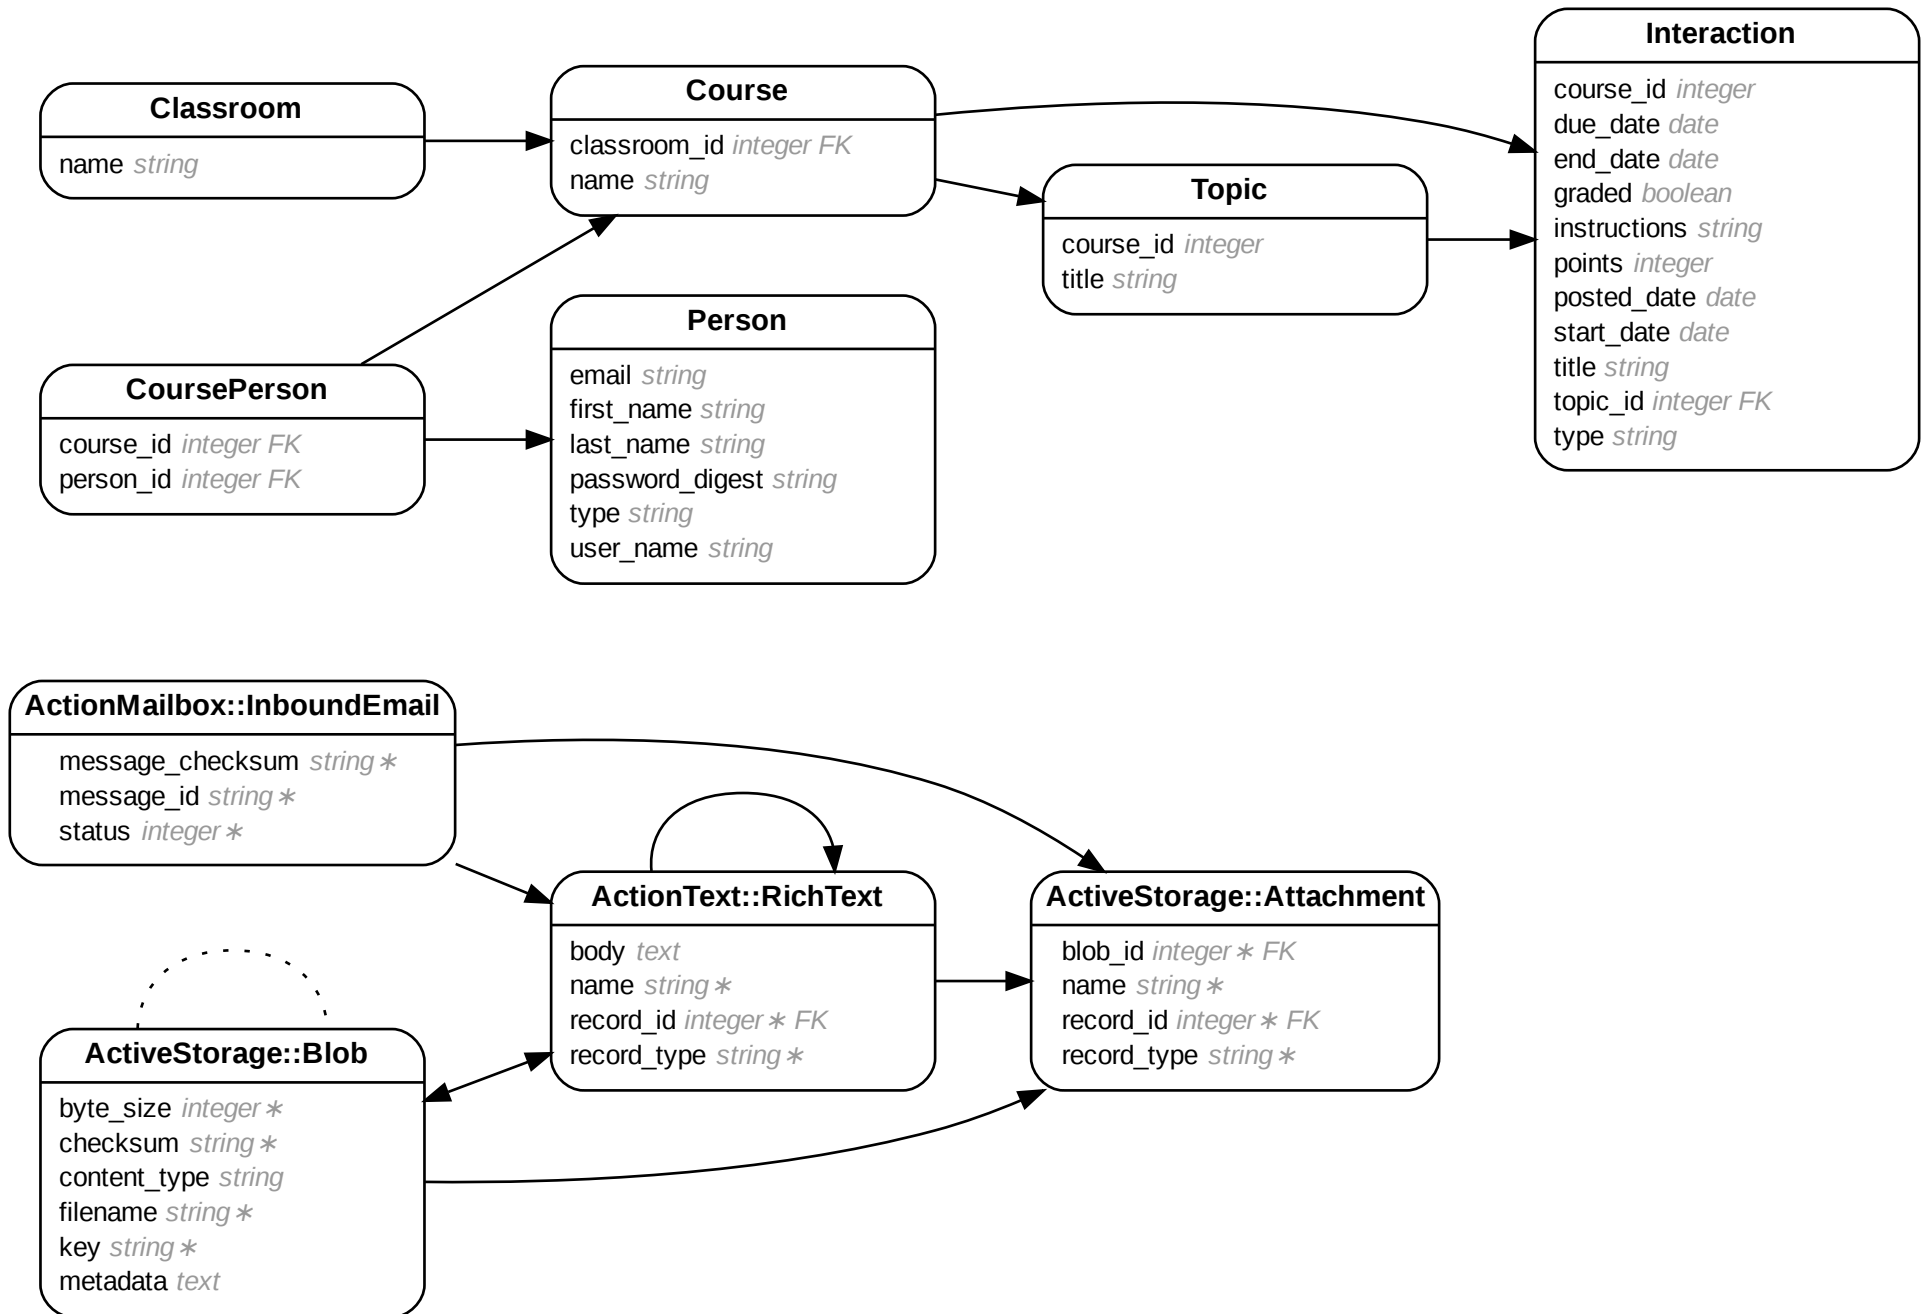 Classroom
name string
Course
classroom_id integer FK
name string
Interaction
course_id integer
due_date date
end_date date
graded boolean
instructions string
points integer
posted_date date
start_date date
title string
topic_id integer FK
type string
Topic
course_id integer
title string
CoursePerson
course_id integer FK
person_id integer FK
Person
email string
first_name string
last_name string
password_digest string
type string
user_name string
ActionMailbox::InboundEmail
message_checksum string ∗
message_id string ∗
status integer ∗
ActionText::RichText
body text
name string ∗
record_id integer ∗ FK
record_type string ∗
ActiveStorage::Attachment
blob_id integer ∗ FK
name string ∗
record_id integer ∗ FK
record_type string ∗
ActiveStorage::Blob
byte_size integer ∗
checksum string ∗
content_type string
filename string ∗
key string ∗
metadata text